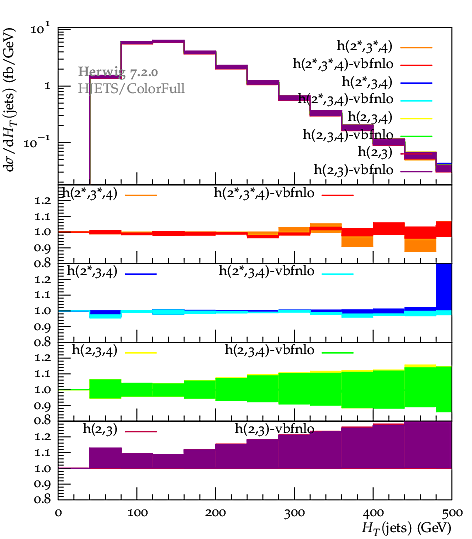 10¹
h(2*,3*,4)
h(2*,3*,4)-vbfnlo
Herwig 7.2.0
h(2*,3,4)
HJETS/ColorFull
h(2*,3,4)-vbfnlo
1
h(2,3,4)
h(2,3,4)-vbfnlo
10⁻¹
h(2,3)
h(2,3)-vbfnlo
dσ/dH_T(jets) (fb/GeV)
h(2*,3*,4) h(2*,3*,4)-vbfnlo
1.2
1.1
1.0
0.9
0.8
h(2*,3,4) h(2*,3,4)-vbfnlo
1.2
1.1
1.0
0.9
0.8
h(2,3,4) h(2,3,4)-vbfnlo
1.2
1.1
1.0
0.9
0.8
h(2,3) h(2,3)-vbfnlo
1.2
1.1
1.0
0.9
0.8
0 100 200 300 400 500
H_T(jets) (GeV)